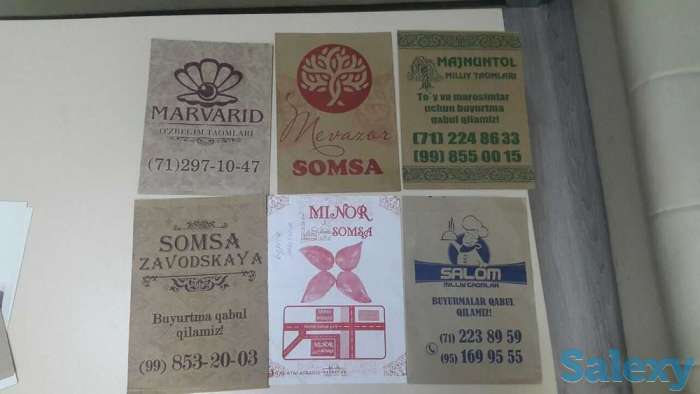 MARVARID
O'ZBEGIM TAOMLARI
(71)297-10-47
Mevazor
SOMSA
MAJNUNTOL
MILLIY TAOMLARI
To'y va marosimlar
uchun buyurtma
qabul qilamiz!
(71) 224 86 33
(99) 855 00 15
SOMSA
ZAVODSKAYA
Buyurtma qabul
qilamiz!
(99) 853-20-03
MINOR
SOMSA
SALÓM
MILLIY TAOMLAR
BUYURMALAR QABUL
QILAMIZ!
(71) 223 89 59
(95) 169 95 55
Salexy